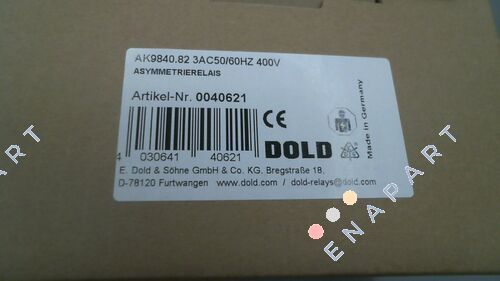 AK9840.82 3AC50/60HZ 400V
ASYMMETRIERELAIS
Artikel-Nr. 0040621
CE
Made in Germany
DOLD
4 030641 40621
E. Dold & Söhne GmbH & Co. KG, Bregstraße 18,
D-78120 Furtwangen www.dold.com / dold-relays@dold.com
ENAPART